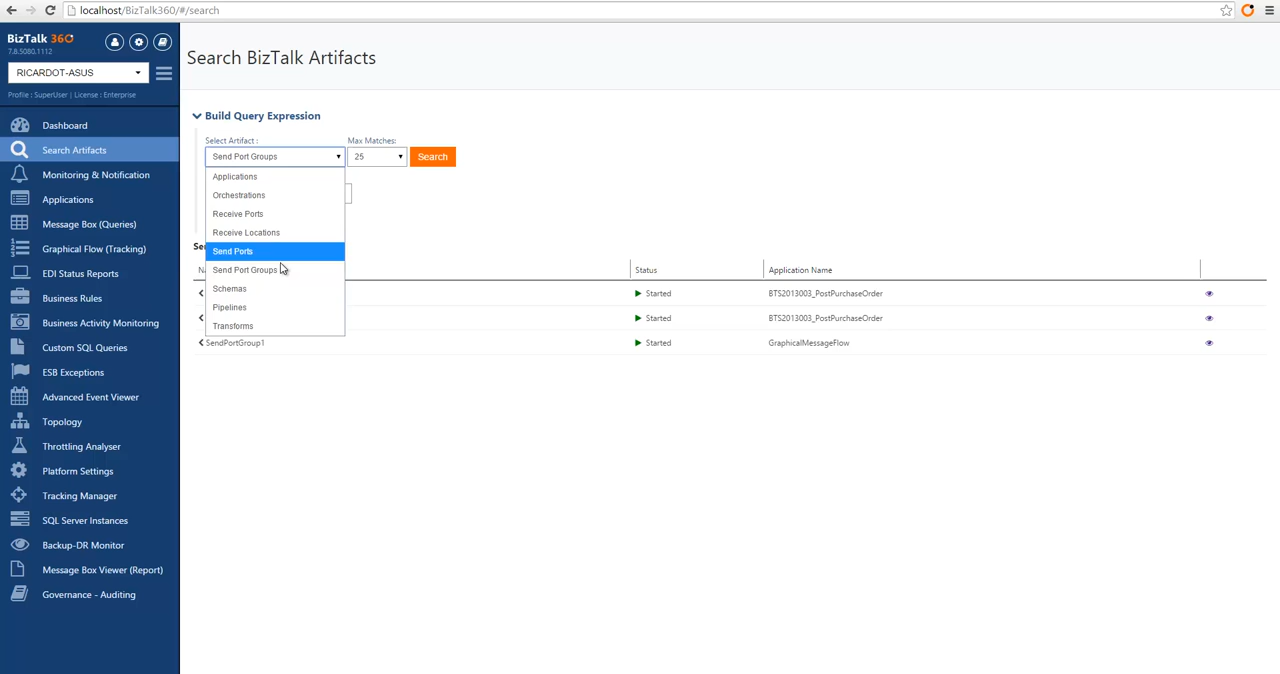 localhost/BizTalk360/#/search
BizTalk 360
7.8.5080.1112
RICARDOT-ASUS
Profile : SuperUser | License : Enterprise
Dashboard
Search Artifacts
Monitoring & Notification
Applications
Message Box (Queries)
Graphical Flow (Tracking)
EDI Status Reports
Business Rules
Business Activity Monitoring
Custom SQL Queries
ESB Exceptions
Advanced Event Viewer
Topology
Throttling Analyser
Platform Settings
Tracking Manager
SQL Server Instances
Backup-DR Monitor
Message Box Viewer (Report)
Governance - Auditing
Search BizTalk Artifacts
Build Query Expression
Select Artifact : Max Matches:
Send Port Groups 25 Search
Applications
Orchestrations
Receive Ports
Receive Locations
Send Ports
Send Port Groups
Schemas
Pipelines
Transforms
Status Application Name
Started BTS2013003_PostPurchaseOrder
Started BTS2013003_PostPurchaseOrder
SendPortGroup1 Started GraphicalMessageFlow